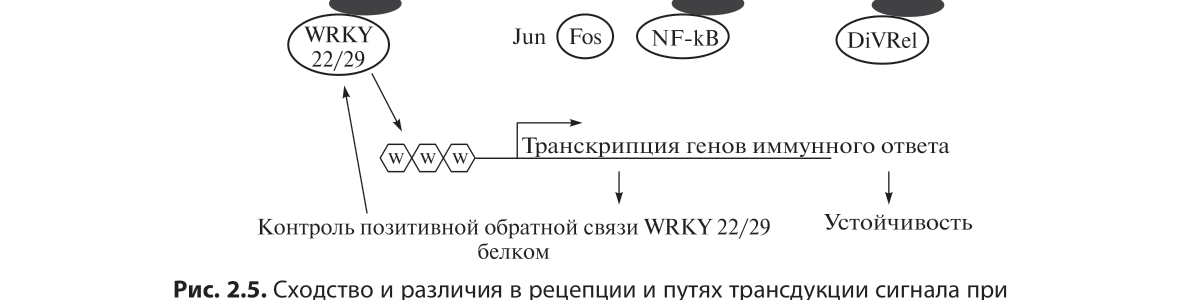 WRKY
22/29
Jun Fos NF-kB DiVRel
W W W
Транскрипция генов иммунного ответа
Контроль позитивной обратной связи WRKY 22/29
белком
Устойчивость
Рис. 2.5. Сходство и различия в рецепции и путях трансдукции сигнала при